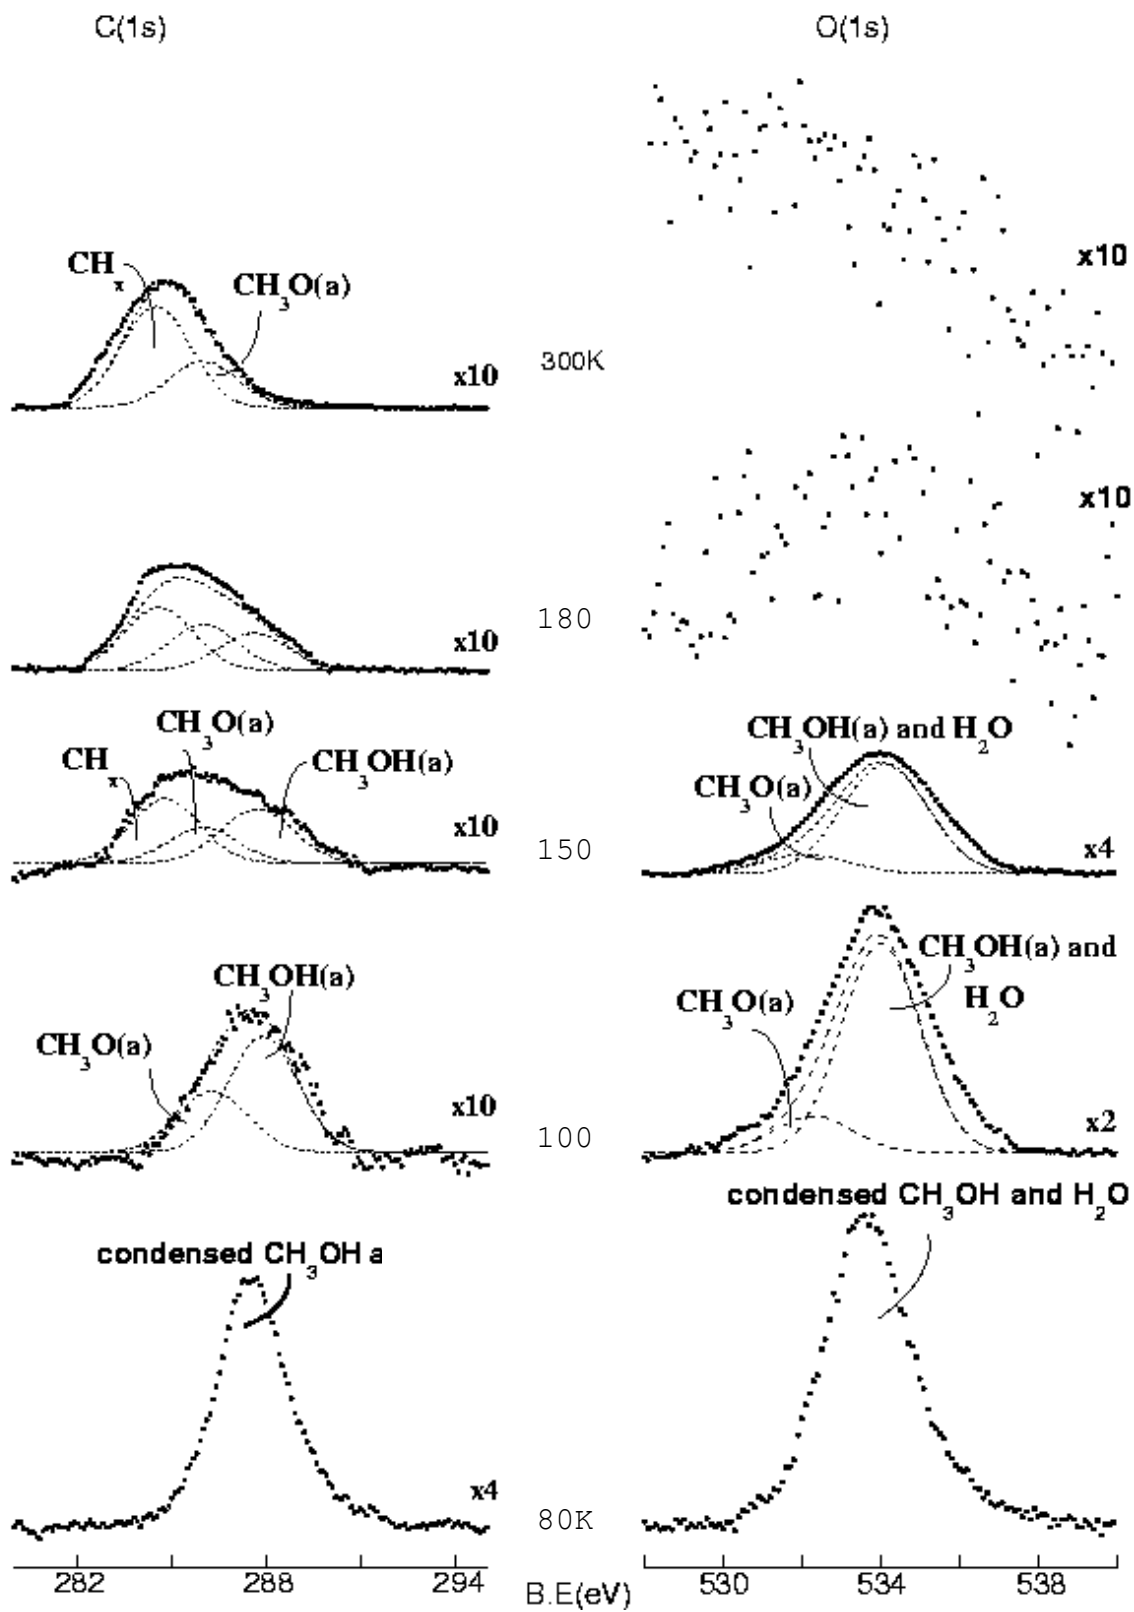 C(1s)
O(1s)
CHx
CH3O(a)
x10
300K
x10
x10
180
x10
CH3O(a)
CHx
CH3OH(a)
x10
150
CH3OH(a) and H2O
CH3O(a)
x4
CH3OH(a)
CH3O(a)
x10
100
CH3OH(a) and
H2O
CH3O(a)
x2
condensed CH3OH a
x4
80K
condensed CH3OH and H2O
282 288 294
B.E(eV)
530 534 538